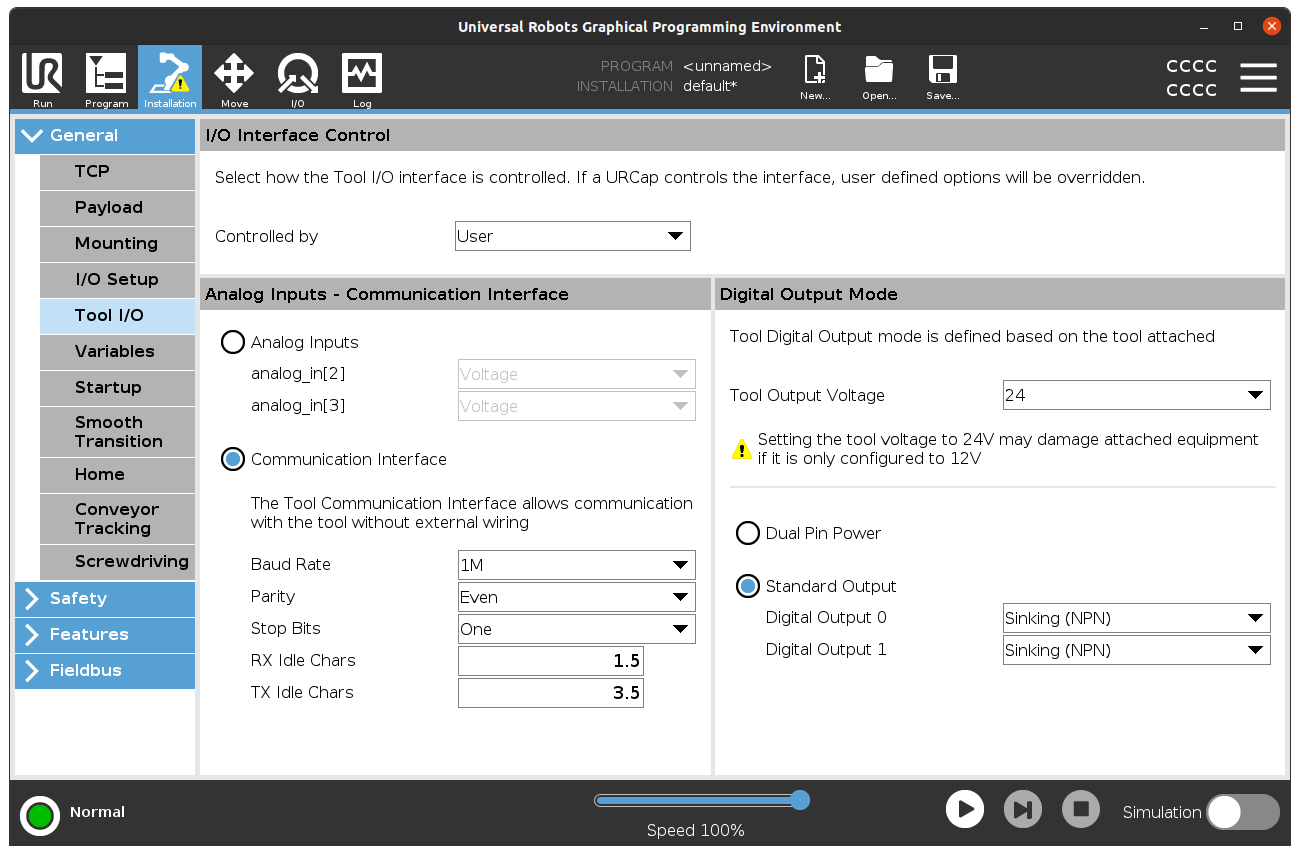 Universal Robots Graphical Programming Environment
Run
Program
Installation
Move
I/O
Log
PROGRAM <unnamed>
INSTALLATION default*
New...
Open...
Save...
CCCC
CCCC
General
TCP
Payload
Mounting
I/O Setup
Tool I/O
Variables
Startup
Smooth
Transition
Home
Conveyor
Tracking
Screwdriving
Safety
Features
Fieldbus
I/O Interface Control
Select how the Tool I/O interface is controlled. If a URCap controls the interface, user defined options will be overridden.
Controlled by User
Analog Inputs - Communication Interface
Analog Inputs
analog_in[2] Voltage
analog_in[3] Voltage
Communication Interface
The Tool Communication Interface allows communication
with the tool without external wiring
Baud Rate 1M
Parity Even
Stop Bits One
RX Idle Chars 1.5
TX Idle Chars 3.5
Digital Output Mode
Tool Digital Output mode is defined based on the tool attached
Tool Output Voltage 24
Setting the tool voltage to 24V may damage attached equipment
if it is only configured to 12V
Dual Pin Power
Standard Output
Digital Output 0 Sinking (NPN)
Digital Output 1 Sinking (NPN)
Normal
Speed 100%
Simulation